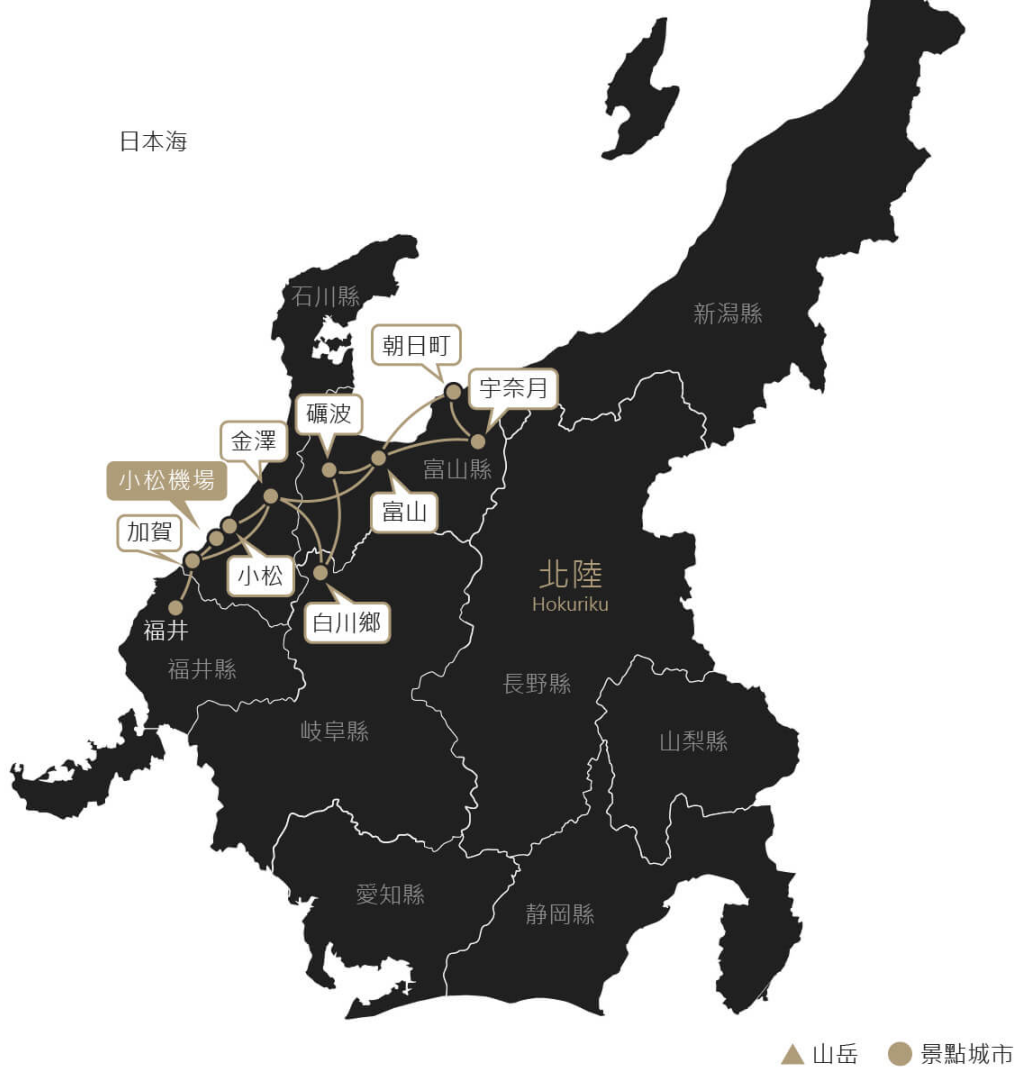 日本海
石川縣
新潟縣
朝日町
宇奈月
礪波
金澤
富山縣
小松機場
富山
加賀
小松
北陸
Hokuriku
白川鄉
福井
福井縣
長野縣
岐阜縣
山梨縣
愛知縣
静岡縣
山岳
景點城市